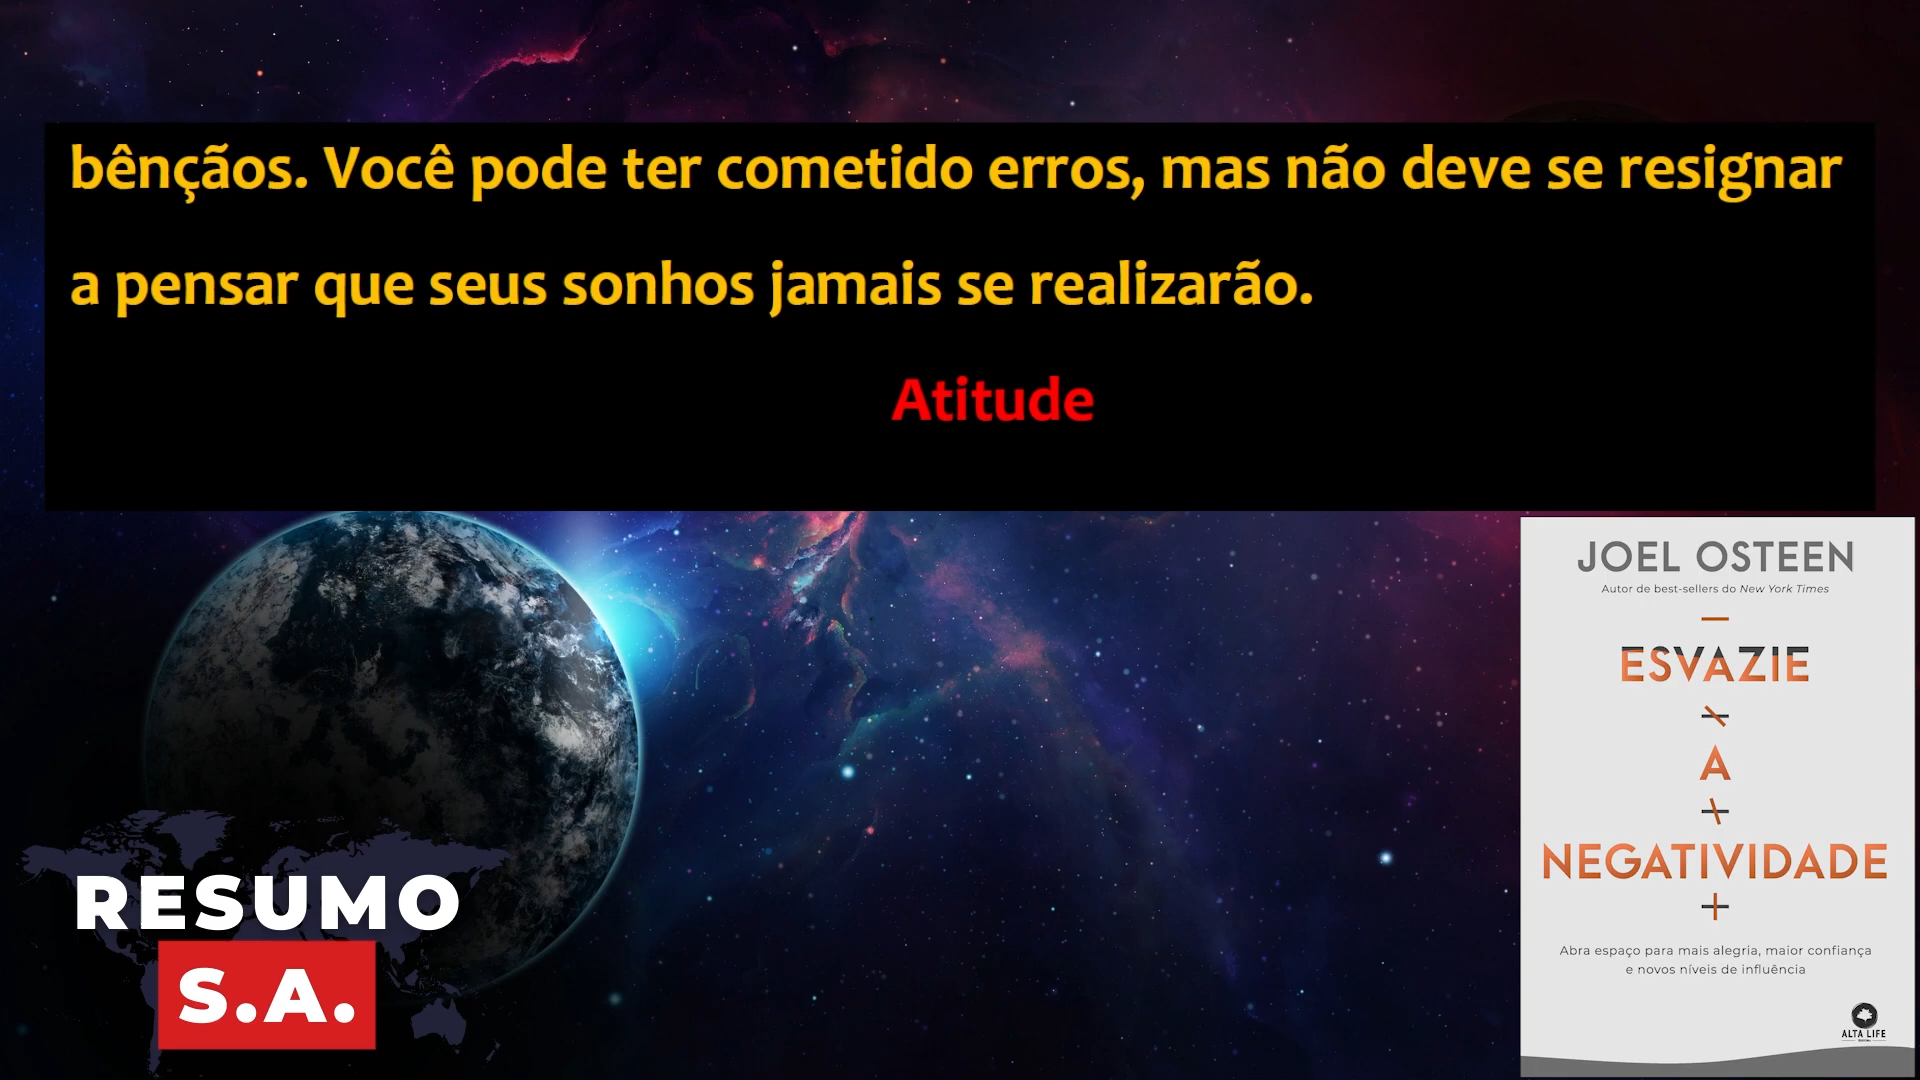 bênçãos. Você pode ter cometido erros, mas não deve se resignar
a pensar que seus sonhos jamais se realizarão.
Atitude
JOEL OSTEEN
Autor de best-sellers do New York Times
ESVAZIE
A
NEGATIVIDADE
Abra espaço para mais alegria, maior confiança
e novos níveis de influência
ALTA LIFE
RESUMO
S.A.